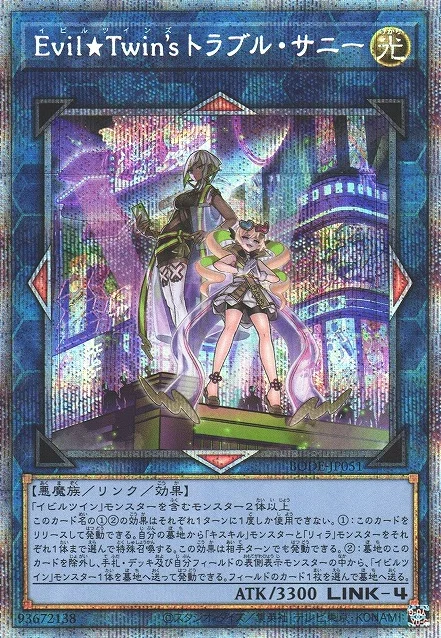 イビルツインズ
Evil★Twin'sトラブル・サニー
光
BODE-JP051
【悪魔族/リンク/効果】
「イビルツイン」モンスターを含むモンスター2体以上
このカード名の①②の効果はそれぞれ1ターンに1度しか使用できない。①:このカードを
リリースして発動できる。自分の墓地から「キスキル」モンスターと「リィラ」モンスターをそれ
ぞれ1体まで選んで特殊召喚する。この効果は相手ターンでも発動できる。②:墓地のこの
カードを除外し、手札・デッキ及び自分フィールドの表側表示モンスターの中から、「イビルツ
イン」モンスター1体を墓地へ送って発動できる。フィールドのカード1枚を選んで墓地へ送る。
ATK/3300 LINK-4
93672138 ©スタジオ・ダイス/集英社・テレビ東京・KONAMI